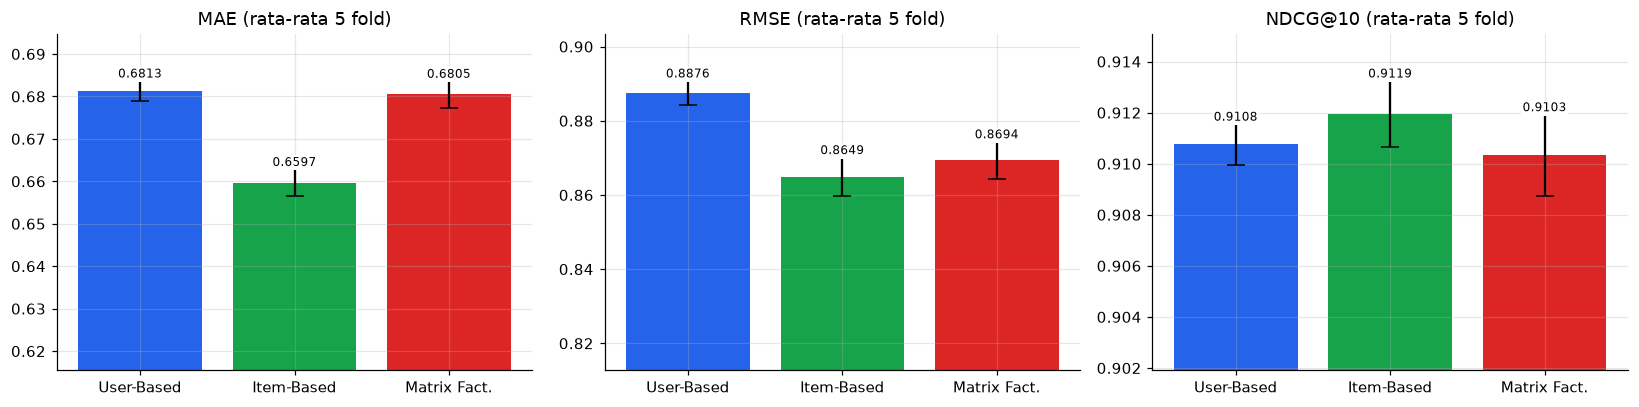 MAE (rata-rata 5 fold)
0.69
0.68
0.67
0.66
0.65
0.64
0.63
0.62
0.6813
0.6597
0.6805
User-Based
Item-Based
Matrix Fact.
RMSE (rata-rata 5 fold)
0.90
0.88
0.86
0.84
0.82
0.8876
0.8649
0.8694
User-Based
Item-Based
Matrix Fact.
NDCG@10 (rata-rata 5 fold)
0.914
0.912
0.910
0.908
0.906
0.904
0.902
0.9108
0.9119
0.9103
User-Based
Item-Based
Matrix Fact.